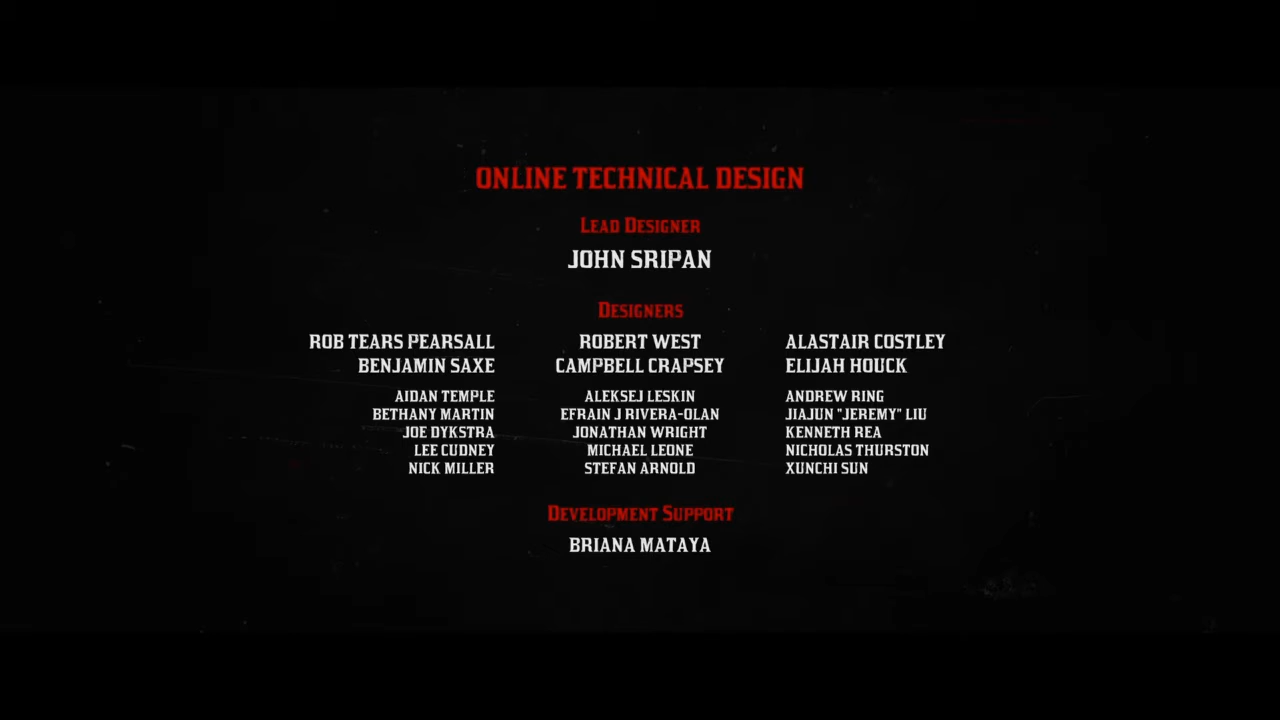 ONLINE TECHNICAL DESIGN
LEAD DESIGNER
JOHN SRIPAN
DESIGNERS
ROB TEARS PEARSALL ROBERT WEST ALASTAIR COSTLEY
BENJAMIN SAXE CAMPBELL CRAPSEY ELIJAH HOUCK
AIDAN TEMPLE ALEKSEJ LESKIN ANDREW RING
BETHANY MARTIN EFRAIN J RIVERA-OLAN JIAJUN "JEREMY" LIU
JOE DYKSTRA JONATHAN WRIGHT KENNETH REA
LEE CUDNEY MICHAEL LEONE NICHOLAS THURSTON
NICK MILLER STEFAN ARNOLD XUNCHI SUN
DEVELOPMENT SUPPORT
BRIANA MATAYA